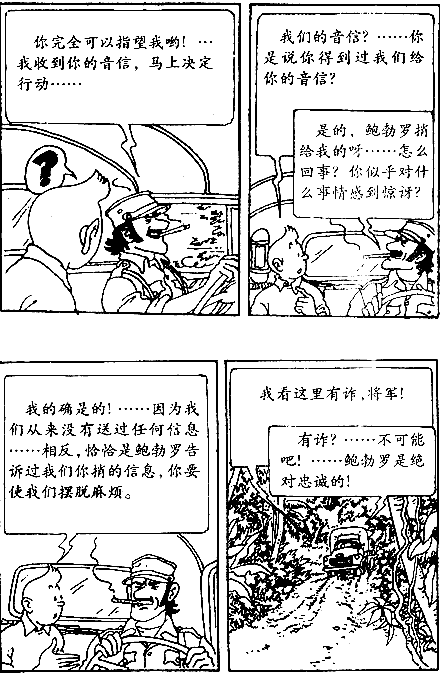 你完全可以指望我哟！…
我收到你的音信，马上决定
行动……
?
我们的音信？……你
是说你得到过我们给
你的音信？
是的，鲍勃罗捎
给我的呀……怎么
回事？你似乎对什
么事情感到惊讶？
我的确是的！……因为我
们从来没有送过任何信息
……相反，恰恰是鲍勃罗告
诉过我们你捎的信息，你要
使我们摆脱麻烦。
我看这里有诈，将军！
有诈？……不可能
吧！……鲍勃罗是绝
对忠诚的！